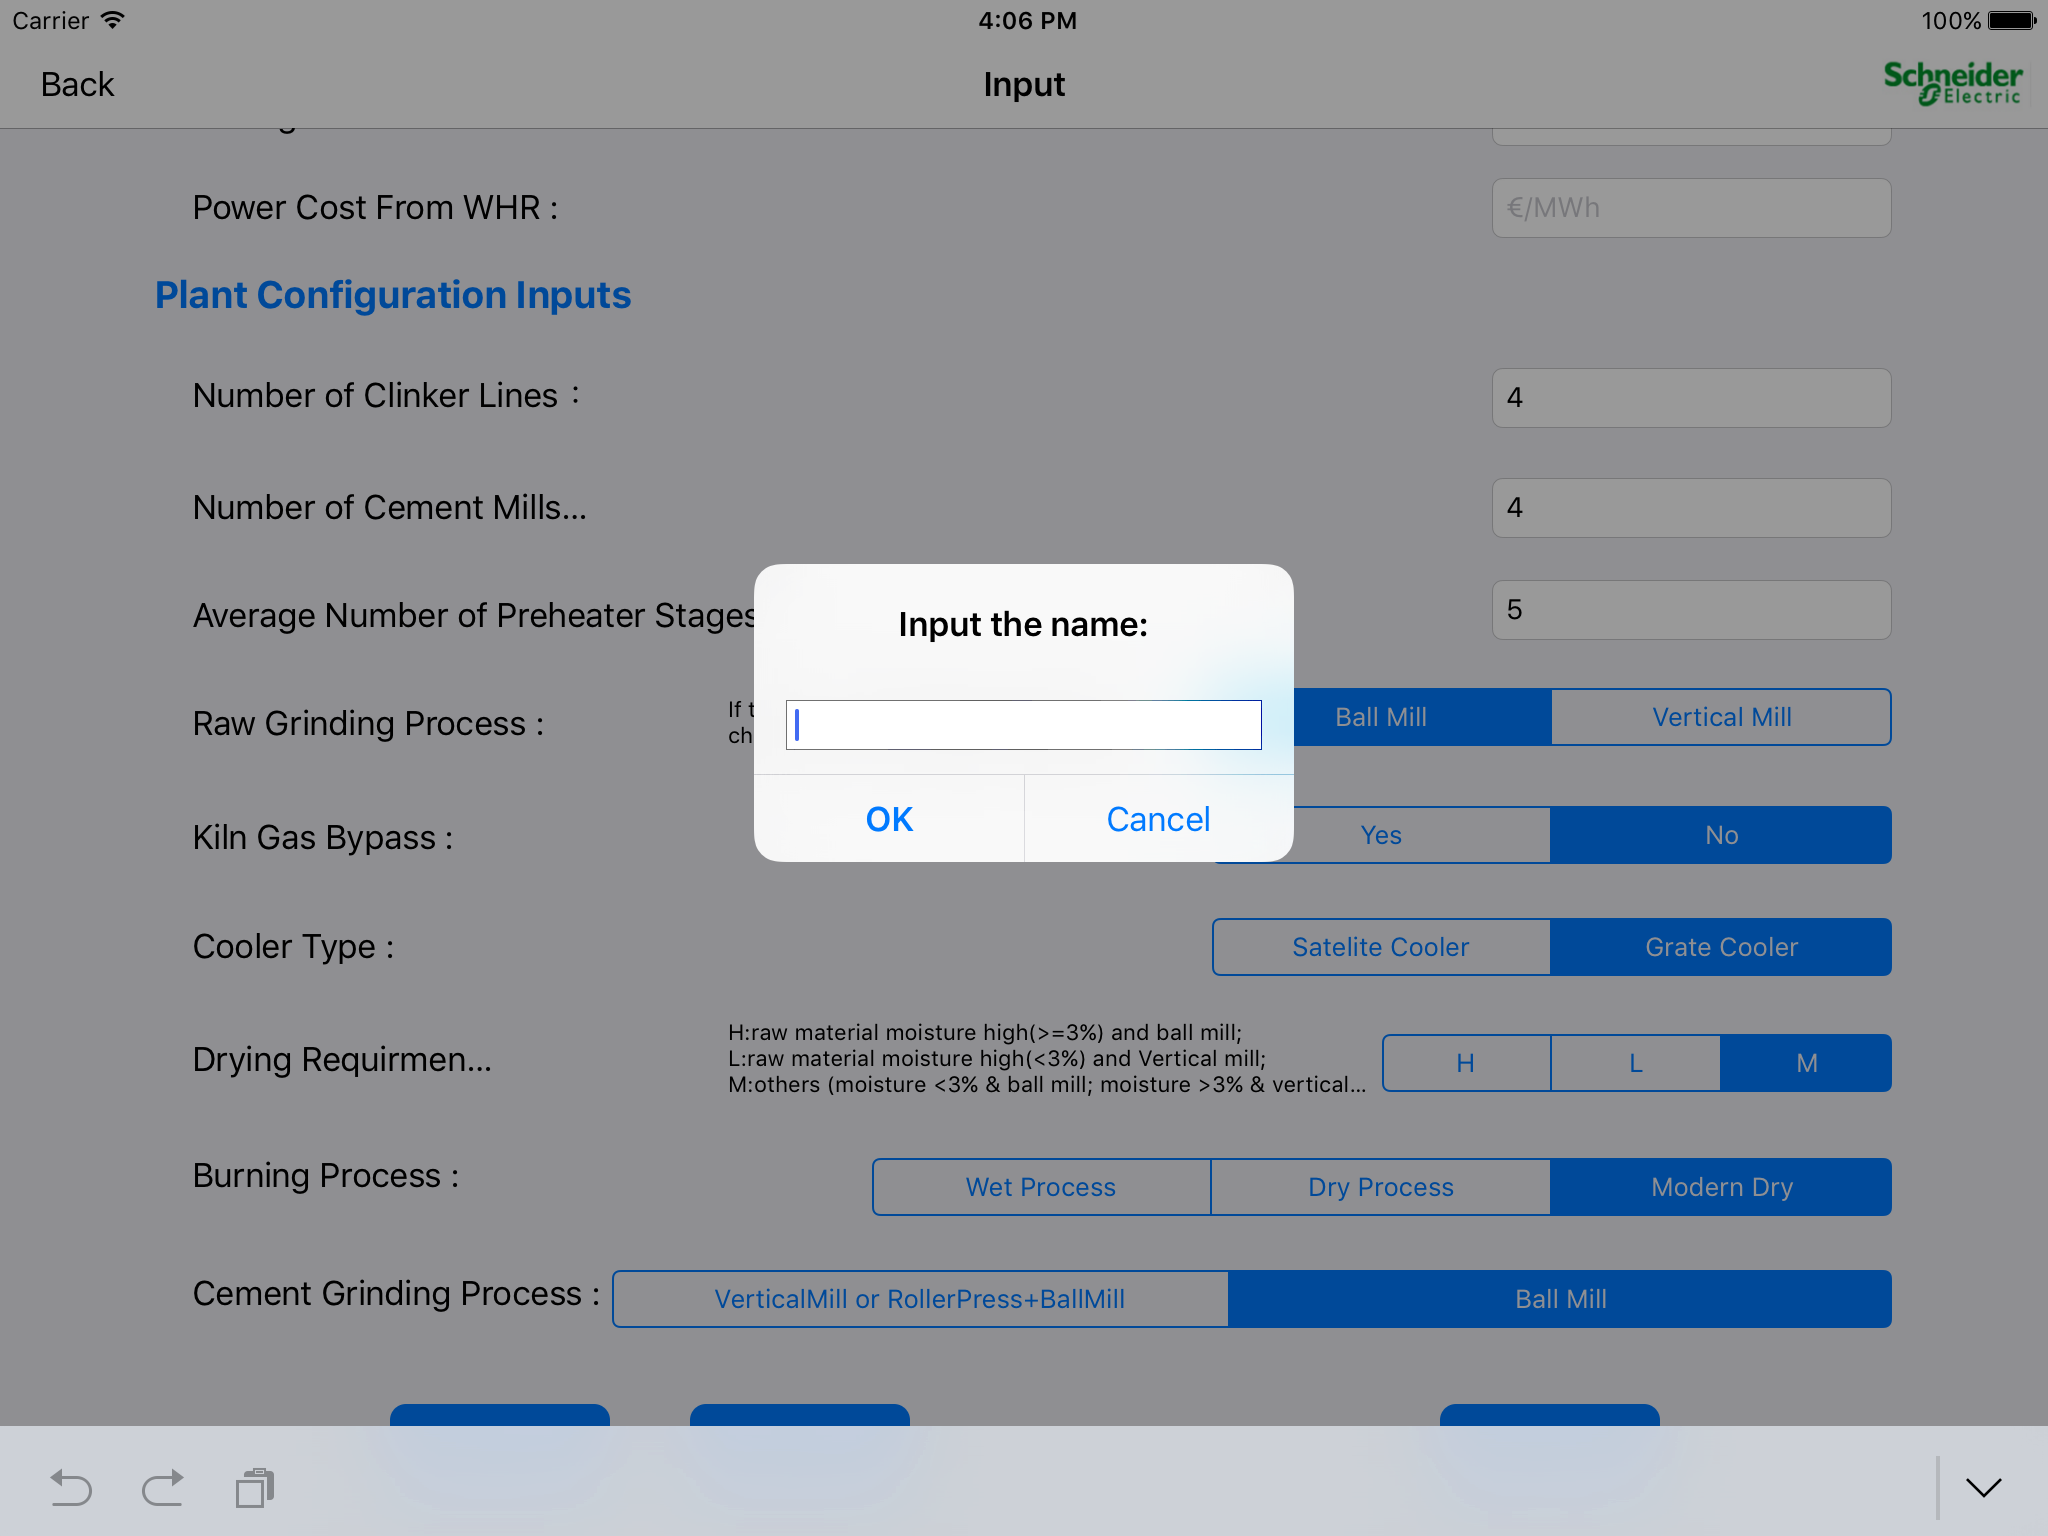 Carrier
4:06 PM
100%
Back
Input
Schneider
Electric
Power Cost From WHR :
€/MWh
Plant Configuration Inputs
Number of Clinker Lines :
4
Number of Cement Mills...
4
Average Number of Preheater Stages
5
Input the name:
Raw Grinding Process :
If
Ball Mill
Vertical Mill
OK
Cancel
Kiln Gas Bypass :
Yes
No
Cooler Type :
Satelite Cooler
Grate Cooler
Drying Requirmen...
H:raw material moisture high(>=3%) and ball mill;
L:raw material moisture high(<3%) and Vertical mill;
M:others (moisture <3% & ball mill; moisture >3% & vertical...
H
L
M
Burning Process :
Wet Process
Dry Process
Modern Dry
Cement Grinding Process :
VerticalMill or RollerPress+BallMill
Ball Mill